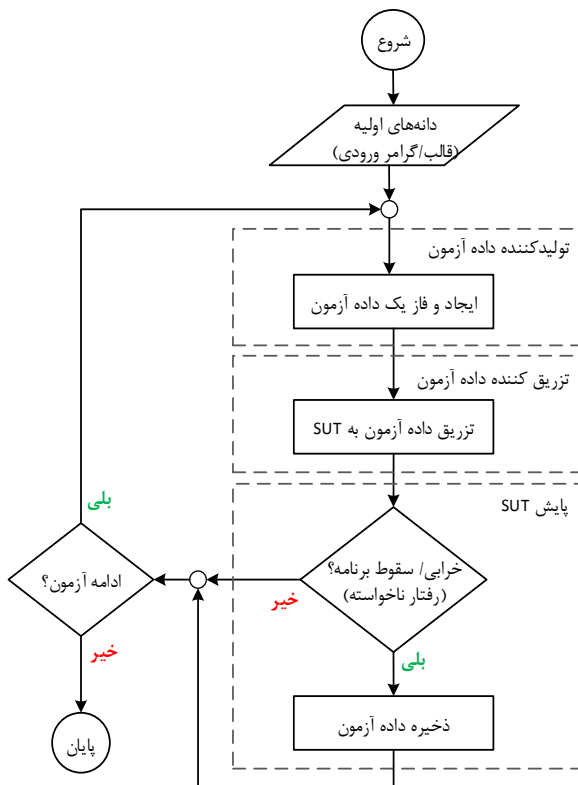 شروع
دانه‌های اولیه
(قالب/گرامر ورودی)
تولیدکننده داده آزمون
ایجاد و فاز یک داده آزمون
تزریق کننده داده آزمون
تزریق داده آزمون به SUT
پایش SUT
خرابی/ سقوط برنامه؟
(رفتار ناخواسته)
خیر
بلی
ذخیره داده آزمون
ادامه آزمون؟
بلی
خیر
پایان